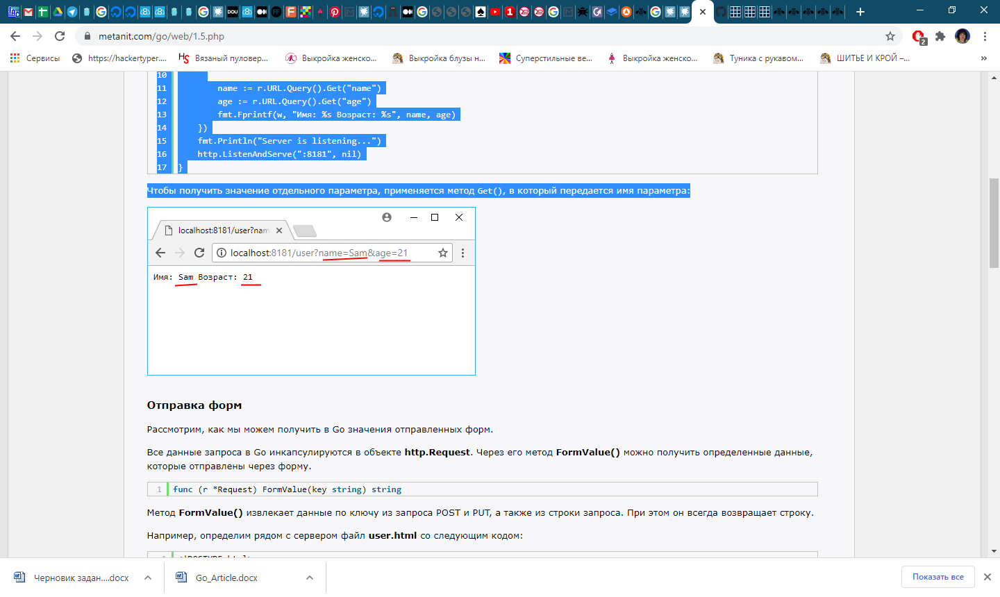 DOU
FF
metanit.com/go/web/1.5.php
2
Сервисы
https://hackertyper....
HS
Вязаный пуловер...
Выкройка женско...
Выкройка блузы н...
Суперстильные ве...
Выкройка женско...
Туника с рукавом...
ШИТЬЕ И КРОЙ –...
»
10
11 name := r.URL.Query().Get("name")
12 age := r.URL.Query().Get("age")
13 fmt.Fprintf(w, "Имя: %s Возраст: %s", name, age)
14 })
15 fmt.Println("Server is listening...")
16 http.ListenAndServe(":8181", nil)
17 }
Чтобы получить значение отдельного параметра, применяется метод Get(), в который передается имя параметра:
localhost:8181/user?nam
localhost:8181/user?name=Sam&age=21
Имя: Sam Возраст: 21
Отправка форм
Рассмотрим, как мы можем получить в Go значения отправленных форм.
Все данные запроса в Go инкапсулируются в объекте http.Request. Через его метод FormValue() можно получить определенные данные,
которые отправлены через форму.
1 func (r *Request) FormValue(key string) string
Метод FormValue() извлекает данные по ключу из запроса POST и PUT, а также из строки запроса. При этом он всегда возвращает строку.
Например, определим рядом с сервером файл user.html со следующим кодом:
Черновик задан....docx
Go_Article.docx
Показать все